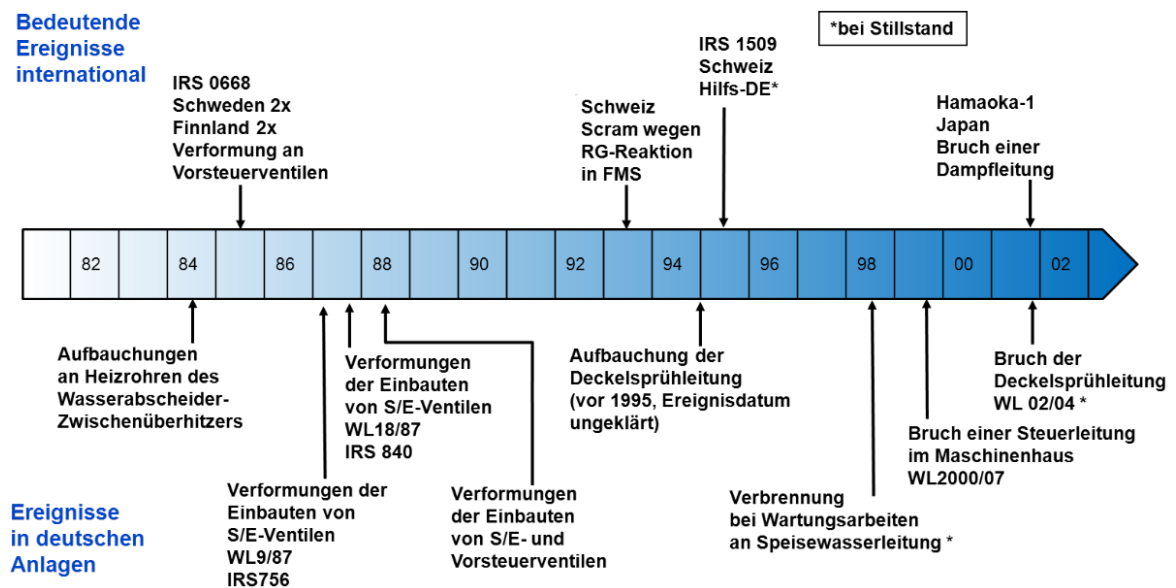 Bedeutende
Ereignisse
international
*bei Stillstand
IRS 0668
Schweden 2x
Finnland 2x
Verformung an
Vorsteuerventilen
Schweiz
Scram wegen
RG-Reaktion
in FMS
IRS 1509
Schweiz
Hilfs-DE*
Hamaoka-1
Japan
Bruch einer
Dampfleitung
82 84 86 88 90 92 94 96 98 00 02
Aufbauchungen
an Heizrohren des
Wasserabscheider-
Zwischenüberhitzers
Verformungen der
Einbauten von
S/E-Ventilen
WL9/87
IRS756
Verformungen
der Einbauten
von S/E-Ventilen
WL18/87
IRS 840
Verformungen
der Einbauten
von S/E- und
Vorsteuerventilen
Aufbauchung der
Deckelsprühleitung
(vor 1995, Ereignisdatum
ungeklärt)
Verbrennung
bei Wartungsarbeiten
an Speisewasserleitung *
Bruch einer Steuerleitung
im Maschinenhaus
WL2000/07
Bruch der
Deckelsprühleitung
WL 02/04 *
Ereignisse
in deutschen
Anlagen